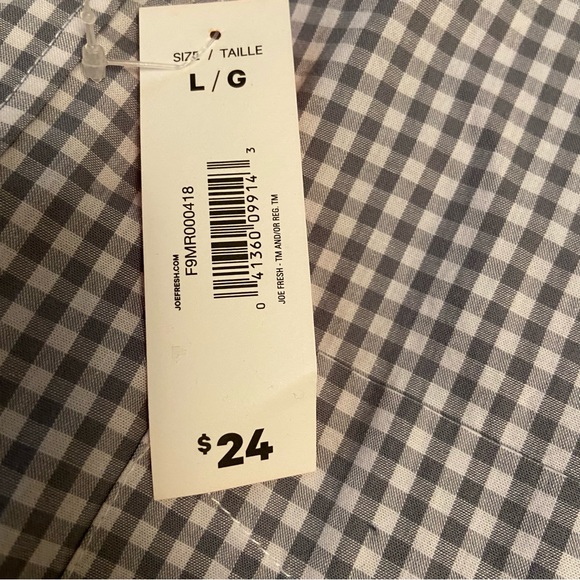 SIZE / TAILLE
L / G
JOEFRESH.COM
F9MR000418
0 41360 09914 3
JOE FRESH - TM AND/OR REG. TM
$24